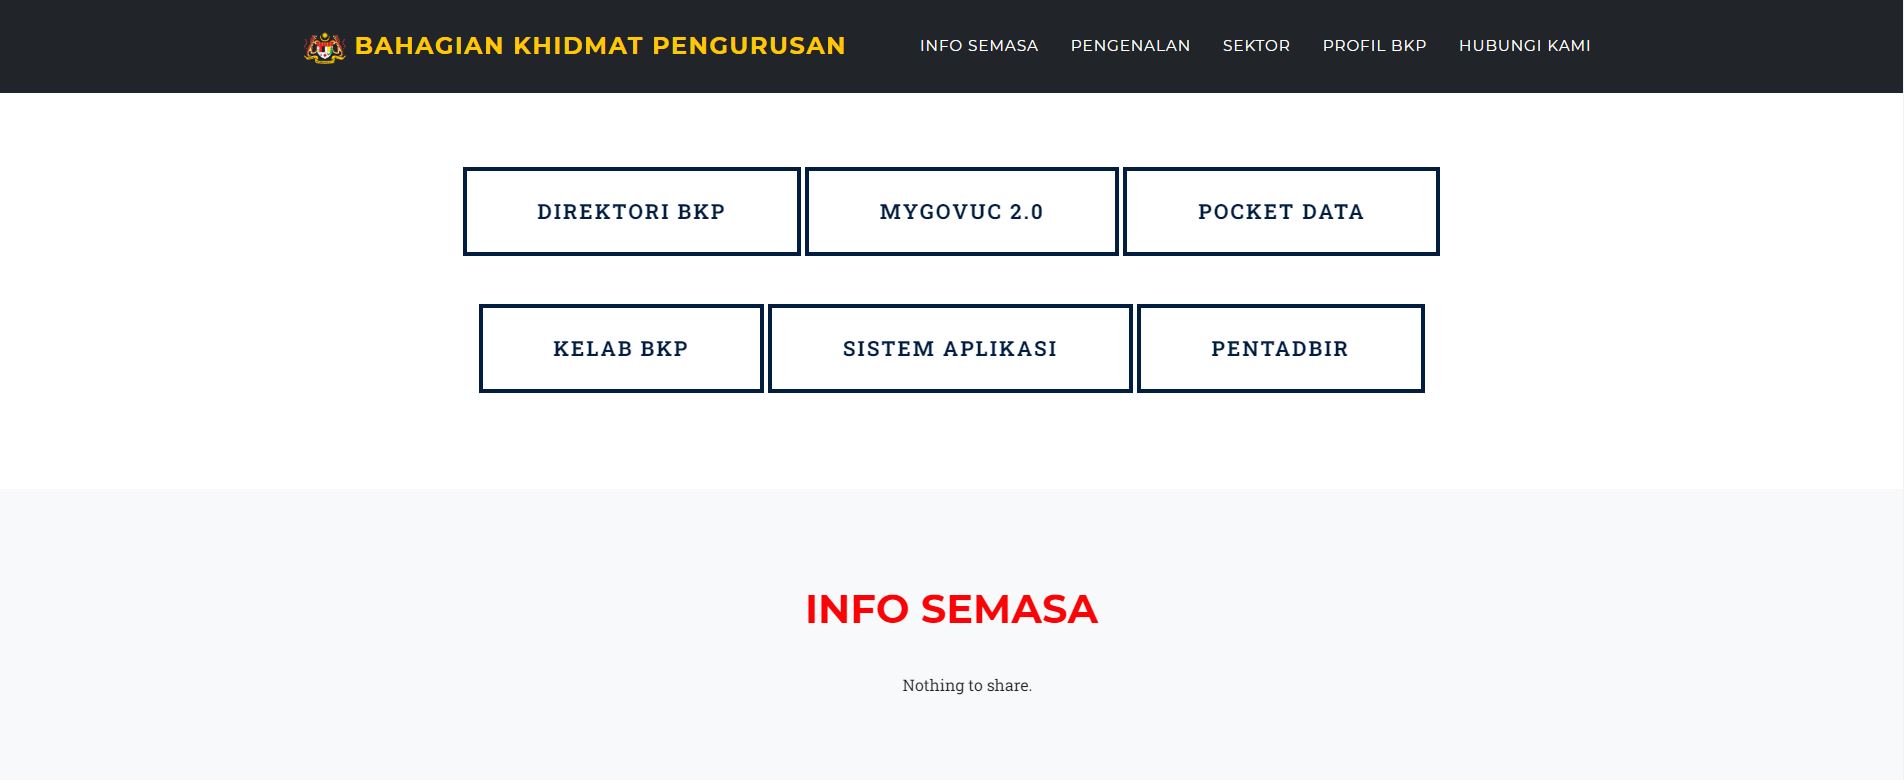 BAHAGIAN KHIDMAT PENGURUSAN INFO SEMASA PENGENALAN SEKTOR PROFIL BKP HUBUNGI KAMI
DIREKTORI BKP MYGOVUC 2.0 POCKET DATA
KELAB BKP SISTEM APLIKASI PENTADBIR
INFO SEMASA
Nothing to share.